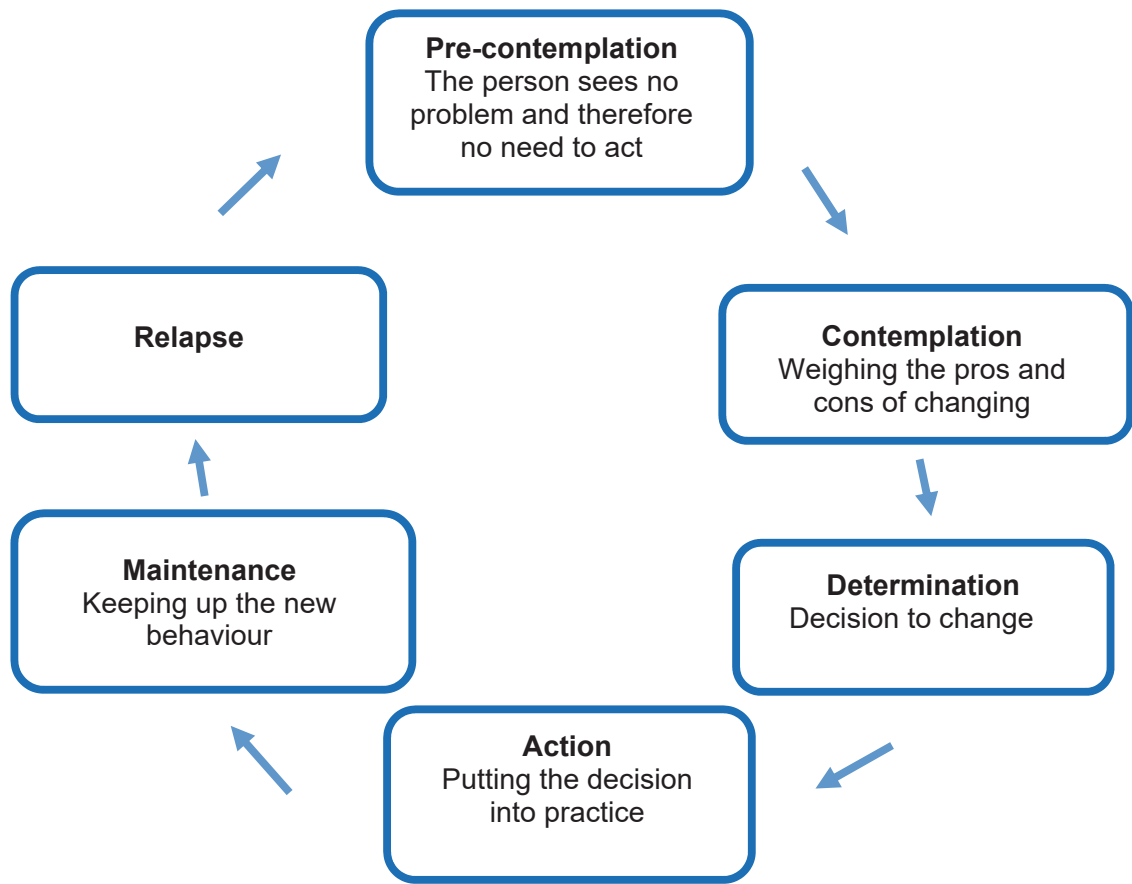 Pre-contemplation
The person sees no
problem and therefore
no need to act
Contemplation
Weighing the pros and
cons of changing
Determination
Decision to change
Action
Putting the decision
into practice
Maintenance
Keeping up the new
behaviour
Relapse